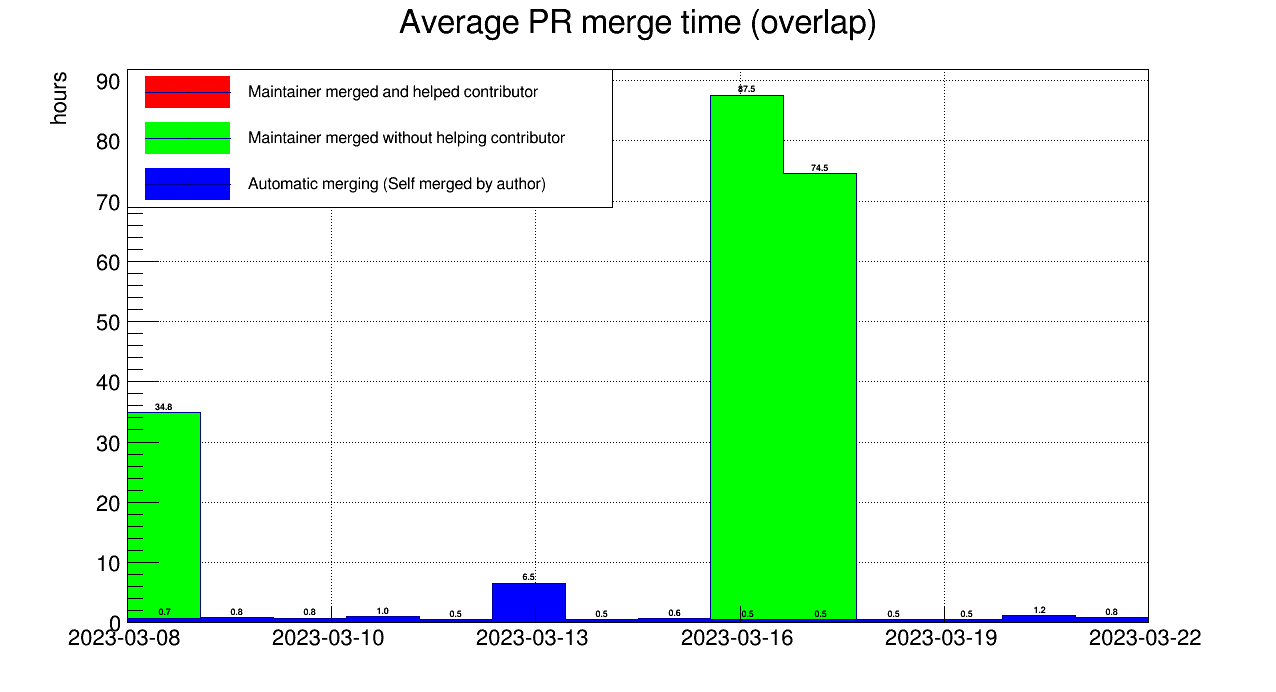 Average PR merge time (overlap)
hours
90
80
70
60
50
40
30
20
10
0
Maintainer merged and helped contributor
Maintainer merged without helping contributor
Automatic merging (Self merged by author)
34.8
87.5
74.5
6.5
0.7 0.8 0.8 1.0 0.5 0.5 0.6 0.5 0.5 0.5 0.5 1.2 0.8
2023-03-08 2023-03-10 2023-03-13 2023-03-16 2023-03-19 2023-03-22